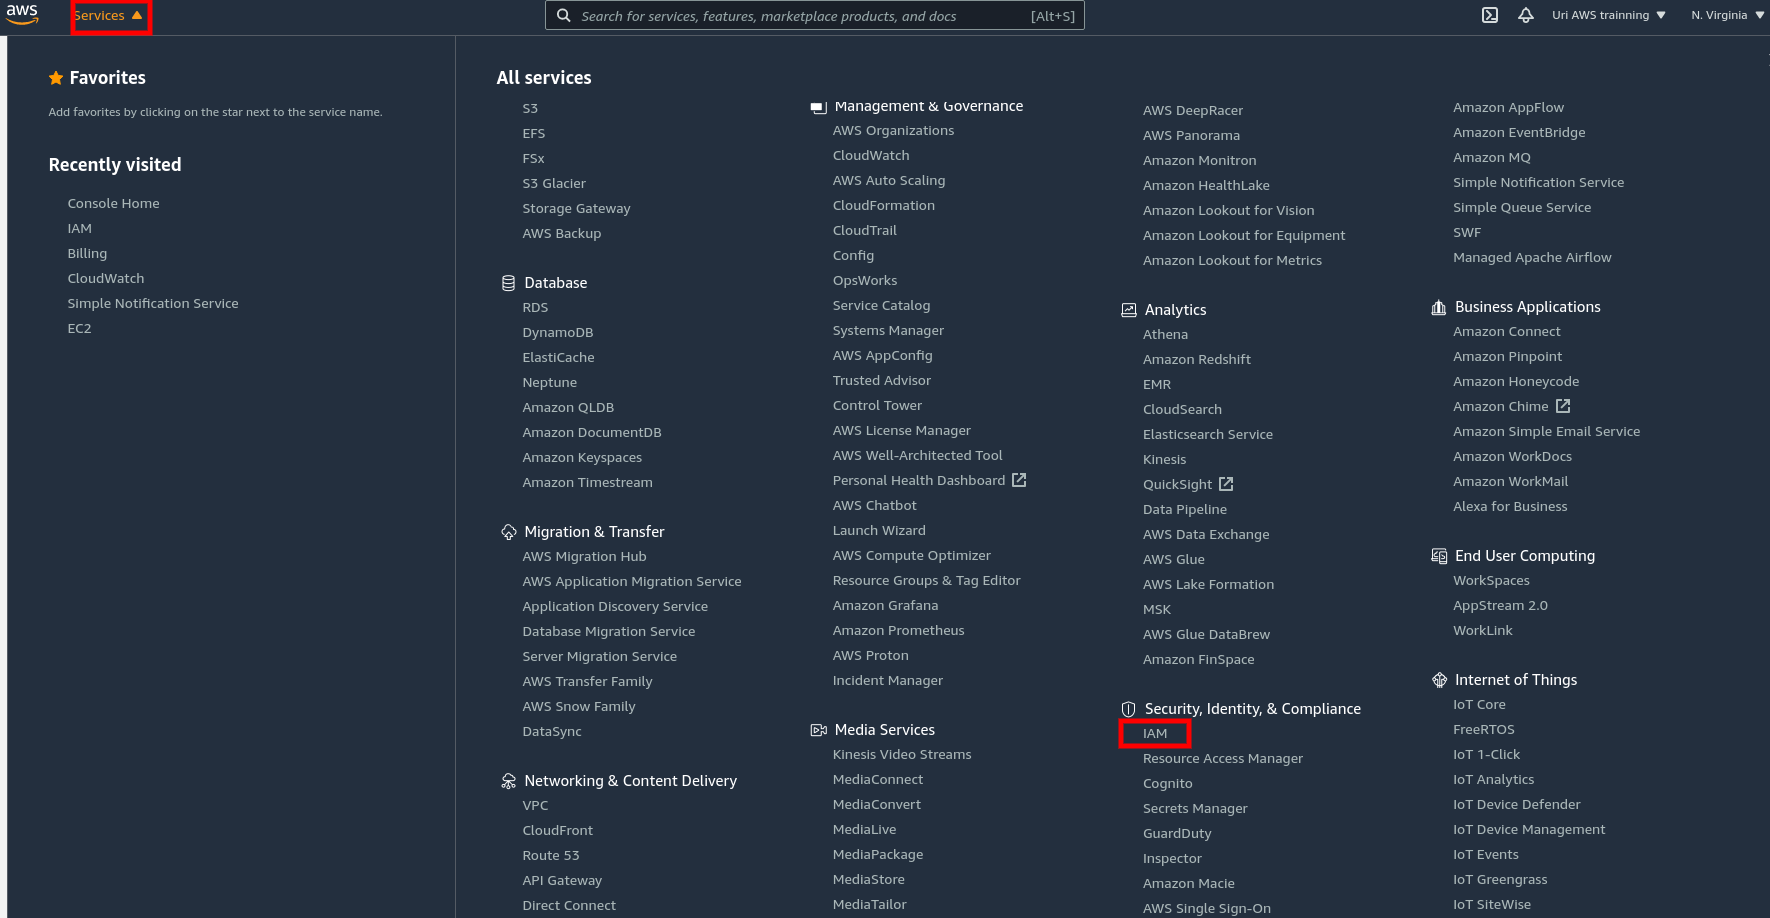 aws
Services
Search for services, features, marketplace products, and docs
[Alt+S]
Uri AWS trainning
N. Virginia
Favorites
Add favorites by clicking on the star next to the service name.
Recently visited
Console Home
IAM
Billing
CloudWatch
Simple Notification Service
EC2
All services
S3
EFS
FSx
S3 Glacier
Storage Gateway
AWS Backup
Database
RDS
DynamoDB
ElastiCache
Neptune
Amazon QLDB
Amazon DocumentDB
Amazon Keyspaces
Amazon Timestream
Migration & Transfer
AWS Migration Hub
AWS Application Migration Service
Application Discovery Service
Database Migration Service
Server Migration Service
AWS Transfer Family
AWS Snow Family
DataSync
Networking & Content Delivery
VPC
CloudFront
Route 53
API Gateway
Direct Connect
Management & Governance
AWS Organizations
CloudWatch
AWS Auto Scaling
CloudFormation
CloudTrail
Config
OpsWorks
Service Catalog
Systems Manager
AWS AppConfig
Trusted Advisor
Control Tower
AWS License Manager
AWS Well-Architected Tool
Personal Health Dashboard
AWS Chatbot
Launch Wizard
AWS Compute Optimizer
Resource Groups & Tag Editor
Amazon Grafana
Amazon Prometheus
AWS Proton
Incident Manager
Media Services
Kinesis Video Streams
MediaConnect
MediaConvert
MediaLive
MediaPackage
MediaStore
MediaTailor
AWS DeepRacer
AWS Panorama
Amazon Monitron
Amazon HealthLake
Amazon Lookout for Vision
Amazon Lookout for Equipment
Amazon Lookout for Metrics
Analytics
Athena
Amazon Redshift
EMR
CloudSearch
Elasticsearch Service
Kinesis
QuickSight
Data Pipeline
AWS Data Exchange
AWS Glue
AWS Lake Formation
MSK
AWS Glue DataBrew
Amazon FinSpace
Security, Identity, & Compliance
IAM
Resource Access Manager
Cognito
Secrets Manager
GuardDuty
Inspector
Amazon Macie
AWS Single Sign-On
Amazon AppFlow
Amazon EventBridge
Amazon MQ
Simple Notification Service
Simple Queue Service
SWF
Managed Apache Airflow
Business Applications
Amazon Connect
Amazon Pinpoint
Amazon Honeycode
Amazon Chime
Amazon Simple Email Service
Amazon WorkDocs
Amazon WorkMail
Alexa for Business
End User Computing
WorkSpaces
AppStream 2.0
WorkLink
Internet of Things
IoT Core
FreeRTOS
IoT 1-Click
IoT Analytics
IoT Device Defender
IoT Device Management
IoT Events
IoT Greengrass
IoT SiteWise